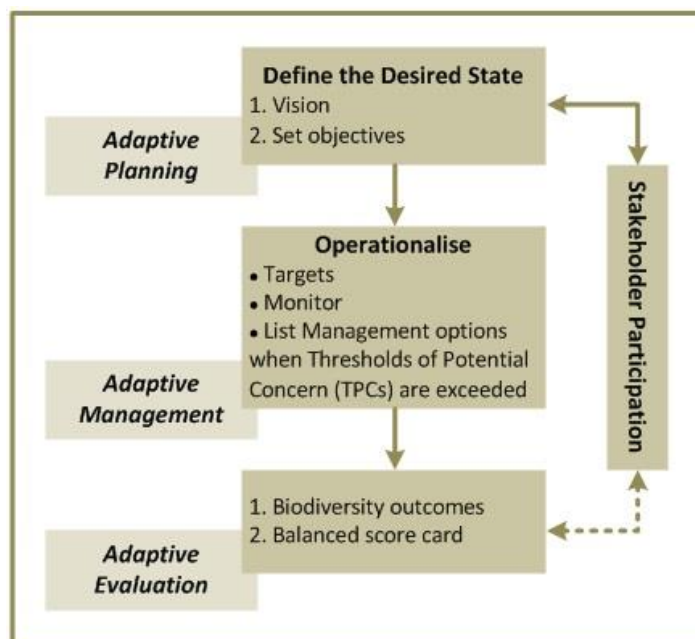 Define the Desired State
1. Vision
2. Set objectives
Adaptive
Planning
Operationalise
• Targets
• Monitor
• List Management options
when Thresholds of Potential
Concern (TPCs) are exceeded
Adaptive
Management
1. Biodiversity outcomes
2. Balanced score card
Adaptive
Evaluation
Stakeholder Participation